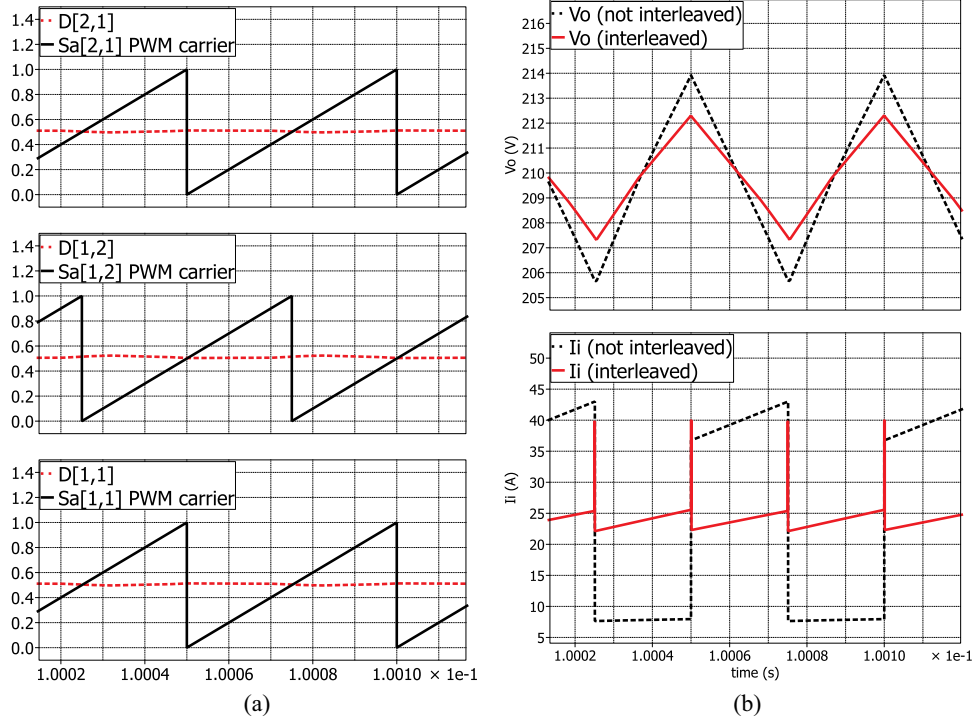 1.4
1.2
1.0
0.8
0.6
0.4
0.2
0.0
D[2,1]
Sa[2,1] PWM carrier
1.4
1.2
1.0
0.8
0.6
0.4
0.2
0.0
D[1,2]
Sa[1,2] PWM carrier
1.4
1.2
1.0
0.8
0.6
0.4
0.2
0.0
D[1,1]
Sa[1,1] PWM carrier
1.0002 1.0004 1.0006 1.0008 1.0010 × 1e-1
(a)
216
215
214
213
212
211
210
209
208
207
206
205
Vo (V)
Vo (not interleaved)
Vo (interleaved)
50
45
40
35
30
25
20
15
10
5
Ii (A)
Ii (not interleaved)
Ii (interleaved)
1.0002 1.0004 1.0006 1.0008 1.0010 × 1e-1
time (s)
(b)